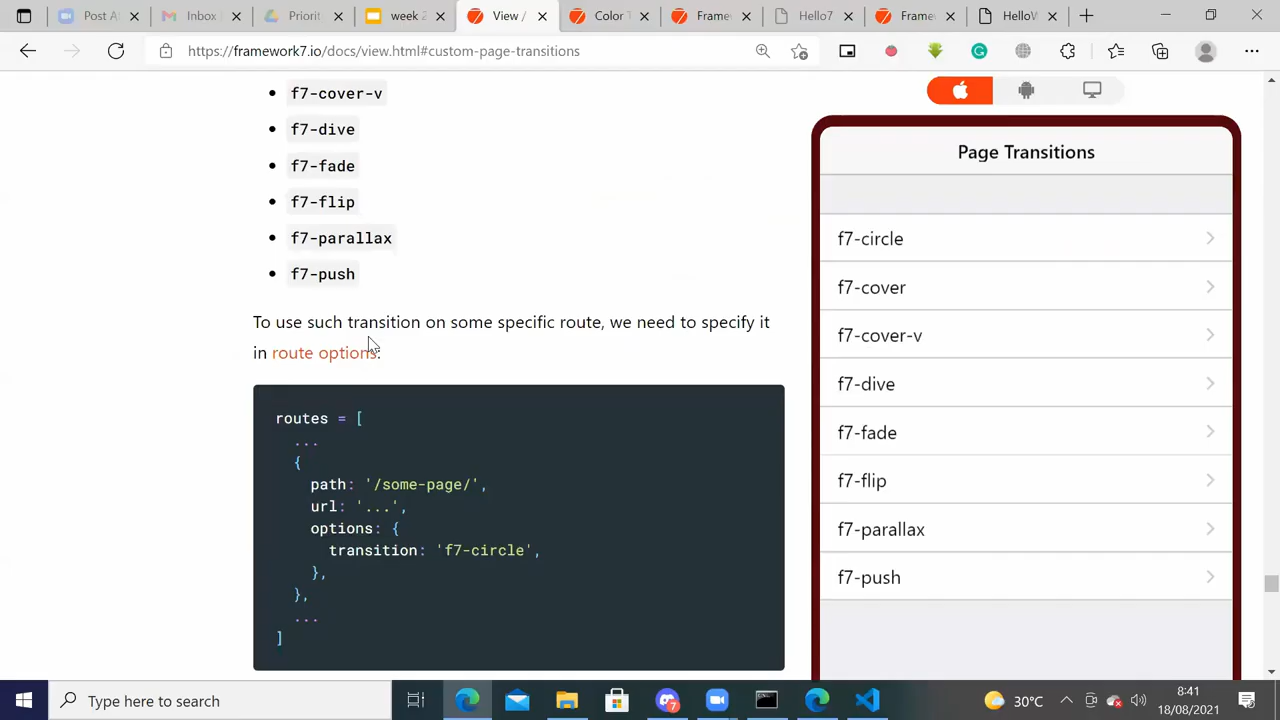 Post A
Inbox
Priorit
week 2
View /
Color T
Frame
Hello7
Frame
HelloW
https://framework7.io/docs/view.html#custom-page-transitions
f7-cover-v
f7-dive
f7-fade
f7-flip
f7-parallax
f7-push
To use such transition on some specific route, we need to specify it
in route options:
routes = [
...
{
path: '/some-page/',
url: '...',
options: {
transition: 'f7-circle',
},
},
...
]
Page Transitions
f7-circle
f7-cover
f7-cover-v
f7-dive
f7-fade
f7-flip
f7-parallax
f7-push
Type here to search
7
30°C
8:41
18/08/2021